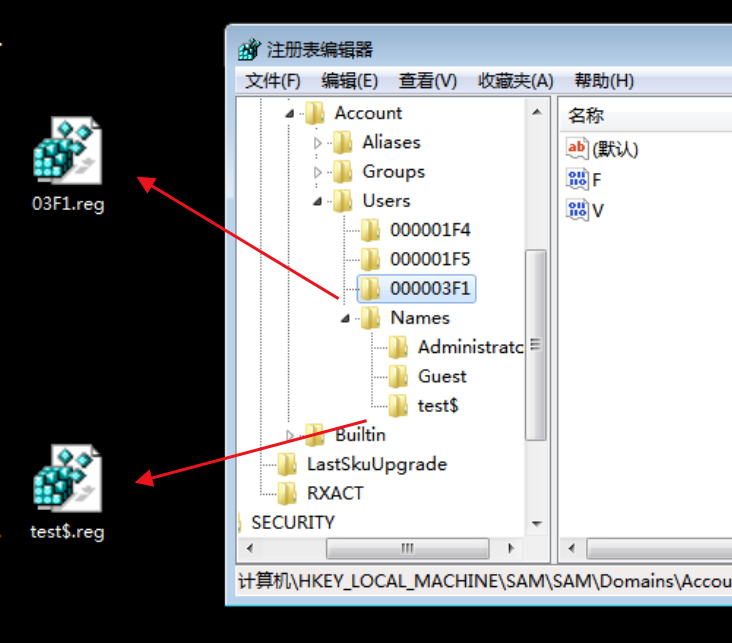 注册表编辑器
文件(F) 编辑(E) 查看(V) 收藏夹(A) 帮助(H)
Account
Aliases
Groups
Users
000001F4
000001F5
000003F1
Names
Administratc
Guest
test$
Builtin
LastSkuUpgrade
RXACT
SECURITY
名称
ab (默认)
F
V
计算机\HKEY_LOCAL_MACHINE\SAM\SAM\Domains\Accou
03F1.reg
test$.reg